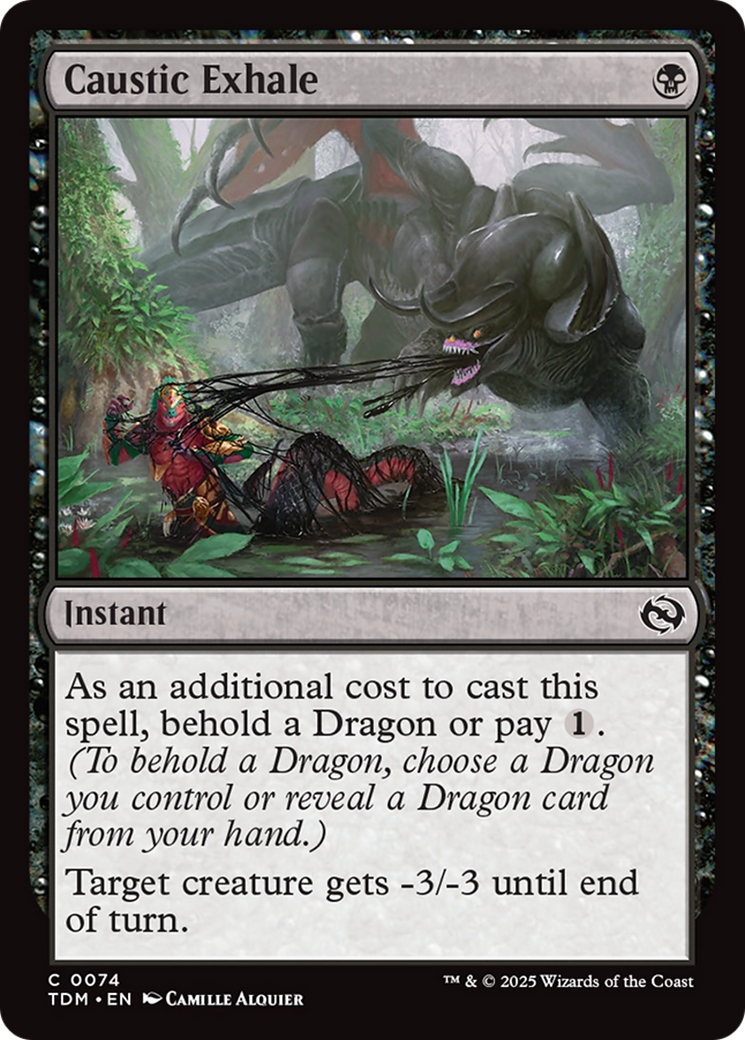 Caustic Exhale
Instant
As an additional cost to cast this
spell, behold a Dragon or pay 1.
(To behold a Dragon, choose a Dragon
you control or reveal a Dragon card
from your hand.)
Target creature gets -3/-3 until end
of turn.
C 0074
TDM • EN Camille Alquier
™ & © 2025 Wizards of the Coast